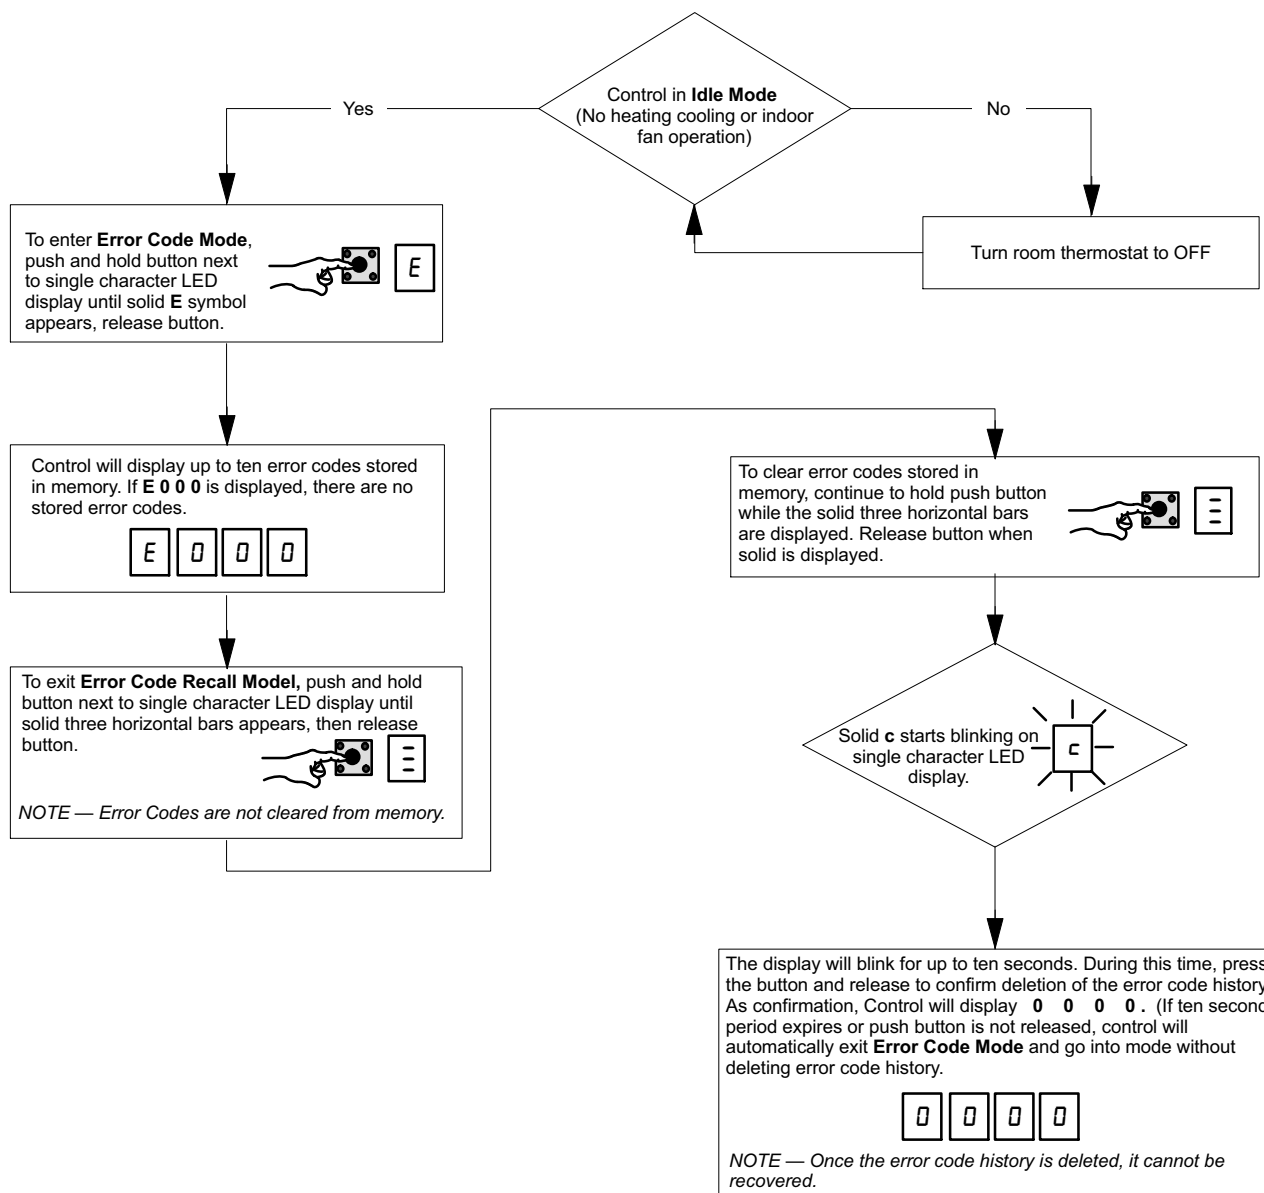 Control in Idle Mode
(No heating cooling or indoor
fan operation)
Yes
No
To enter Error Code Mode,
push and hold button next
to single character LED
display until solid E symbol
appears, release button.
E
Turn room thermostat to OFF
Control will display up to ten error codes stored
in memory. If E 0 0 0 is displayed, there are no
stored error codes.
E 0 0 0
To exit Error Code Recall Model, push and hold
button next to single character LED display until
solid three horizontal bars appears, then release
button.
NOTE — Error Codes are not cleared from memory.
To clear error codes stored in
memory, continue to hold push button
while the solid three horizontal bars
are displayed. Release button when
solid is displayed.
Solid c starts blinking on
single character LED
display.
c
The display will blink for up to ten seconds. During this time, press
the button and release to confirm deletion of the error code history
As confirmation, Control will display 0 0 0 0 . (If ten second
period expires or push button is not released, control will
automatically exit Error Code Mode and go into mode without
deleting error code history.
0 0 0 0
NOTE — Once the error code history is deleted, it cannot be
recovered.